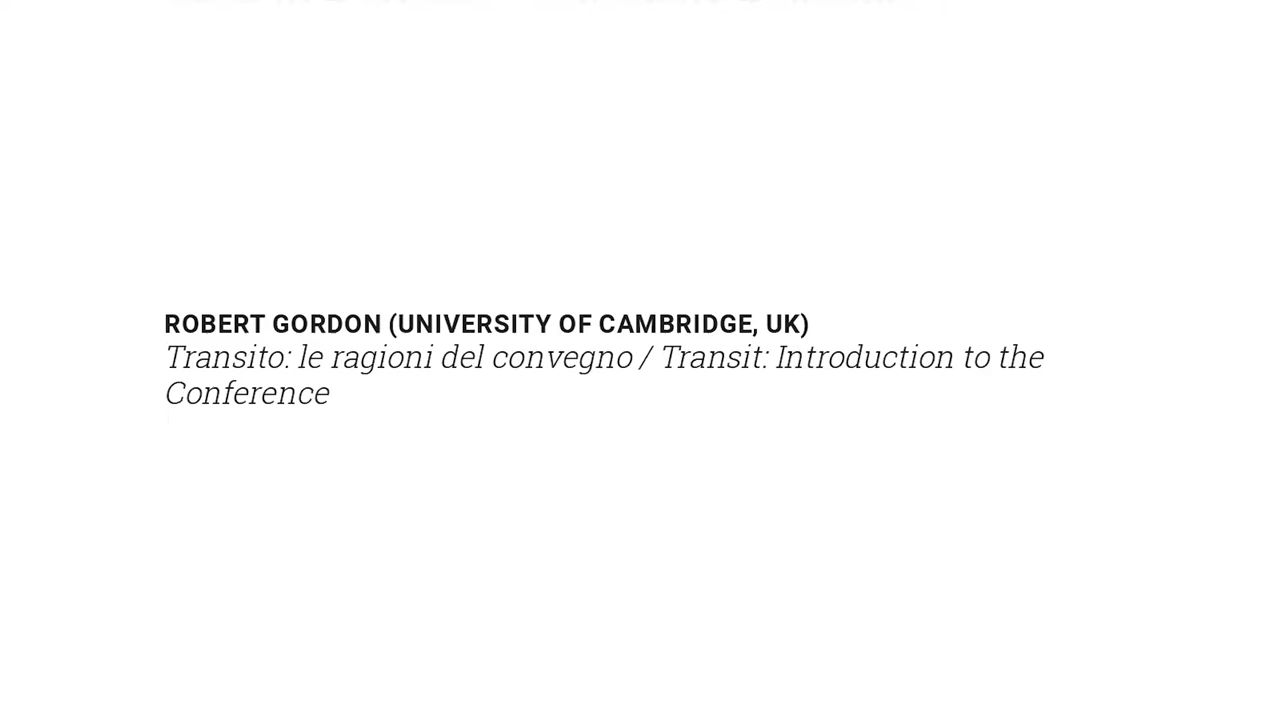 ROBERT GORDON (UNIVERSITY OF CAMBRIDGE, UK)
Transito: le ragioni del convegno / Transit: Introduction to the
Conference